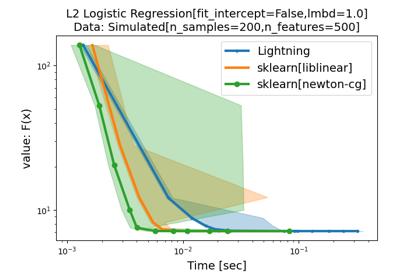 L2 Logistic Regression[fit_intercept=False,lmbd=1.0]
Data: Simulated[n_samples=200,n_features=500]
Lightning
sklearn[liblinear]
sklearn[newton-cg]
value: F(x)
10²
10¹
10⁻³
10⁻²
10⁻¹
Time [sec]